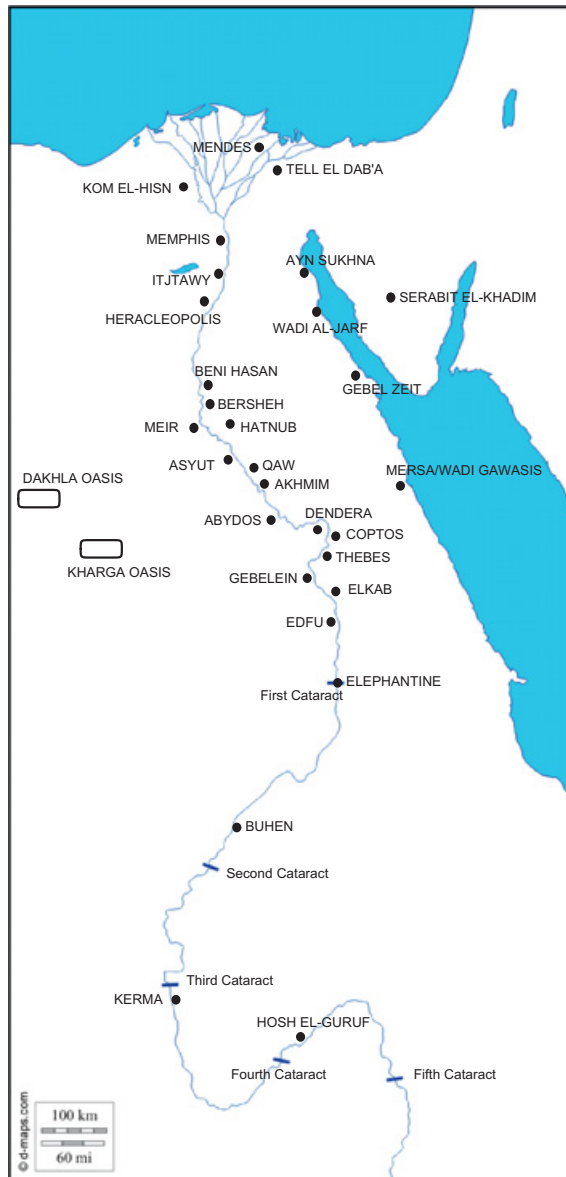 MENDES
TELL EL DAB'A
KOM EL-HISN
MEMPHIS
AYN SUKHNA
ITJTAWY
SERABIT EL-KHADIM
HERACLEOPOLIS
WADI AL-JARF
BENI HASAN
GEBEL ZEIT
BERSHEH
MEIR
HATNUB
ASYUT
QAW
MERSA/WADI GAWASIS
DAKHLA OASIS
AKHMIM
ABYDOS
DENDERA
COPTOS
THEBES
KHARGA OASIS
GEBELEIN
ELKAB
EDFU
ELEPHANTINE
First Cataract
BUHEN
Second Cataract
Third Cataract
KERMA
HOSH EL-GURUF
Fourth Cataract
Fifth Cataract
100 km
60 mi
© d-maps.com